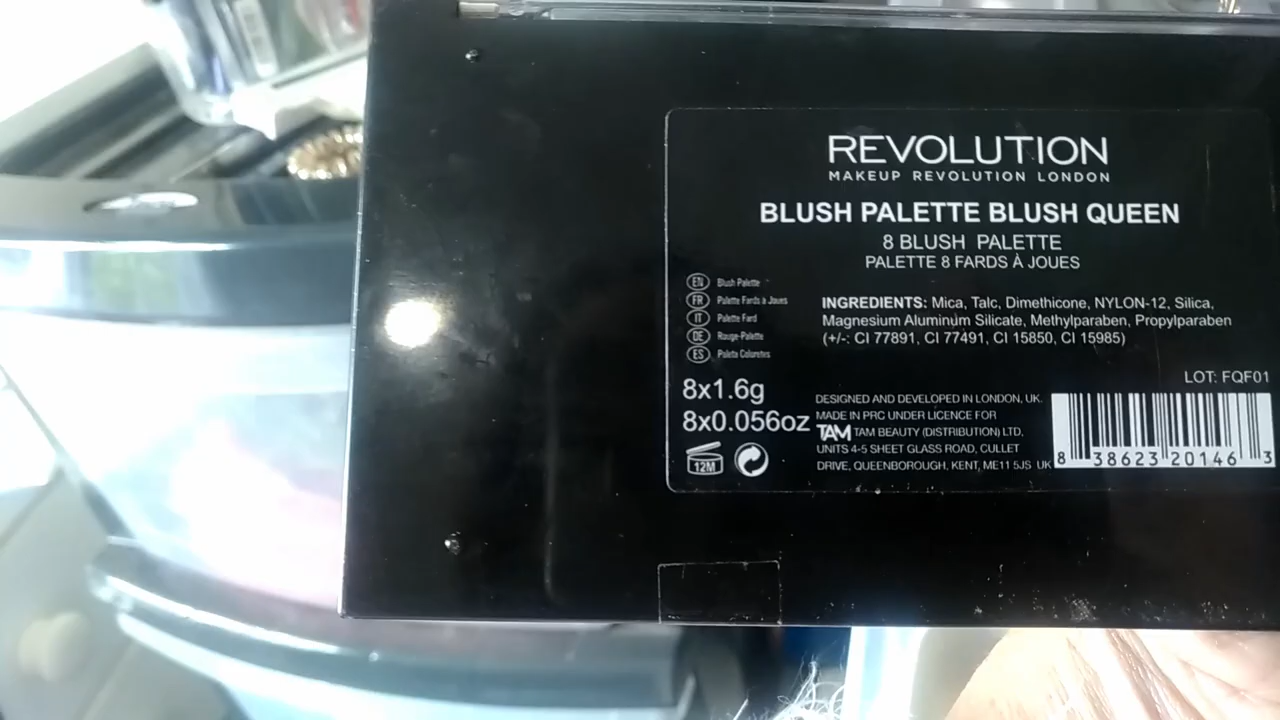 REVOLUTION
MAKEUP REVOLUTION LONDON
BLUSH PALETTE BLUSH QUEEN
8 BLUSH PALETTE
PALETTE 8 FARDS À JOUES
EN Blush Palette
FR Palette Fards à Joues
IT Palette Fard
DE Rouge-Palette
ES Paleta Coloretes
INGREDIENTS: Mica, Talc, Dimethicone, NYLON-12, Silica,
Magnesium Aluminum Silicate, Methylparaben, Propylparaben
(+/-: CI 77891, CI 77491, CI 15850, CI 15985)
LOT: FQF01
8x1.6g
8x0.056oz
12M
DESIGNED AND DEVELOPED IN LONDON, UK.
MADE IN PRC UNDER LICENCE FOR
TAM TAM BEAUTY (DISTRIBUTION) LTD,
UNITS 4-5 SHEET GLASS ROAD, CULLET
DRIVE, QUEENBOROUGH, KENT, ME11 5JS UK
8 38623 20146 3